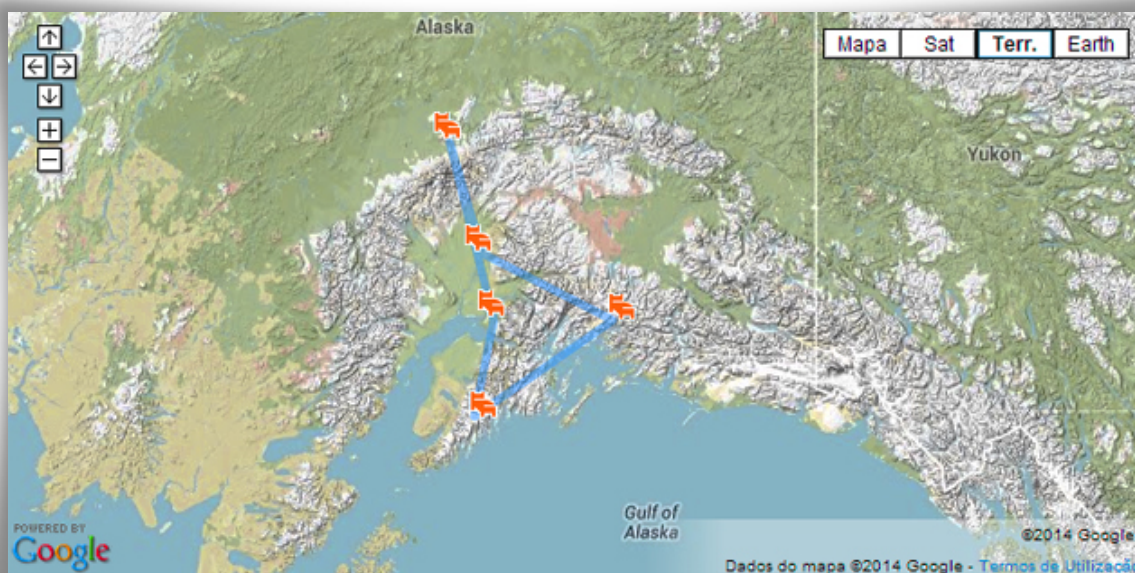 Alaska
Mapa Sat Terr. Earth
Yukon
Gulf of
Alaska
POWERED BY
Google
©2014 Google
Dados do mapa ©2014 Google - Termos de Utilização